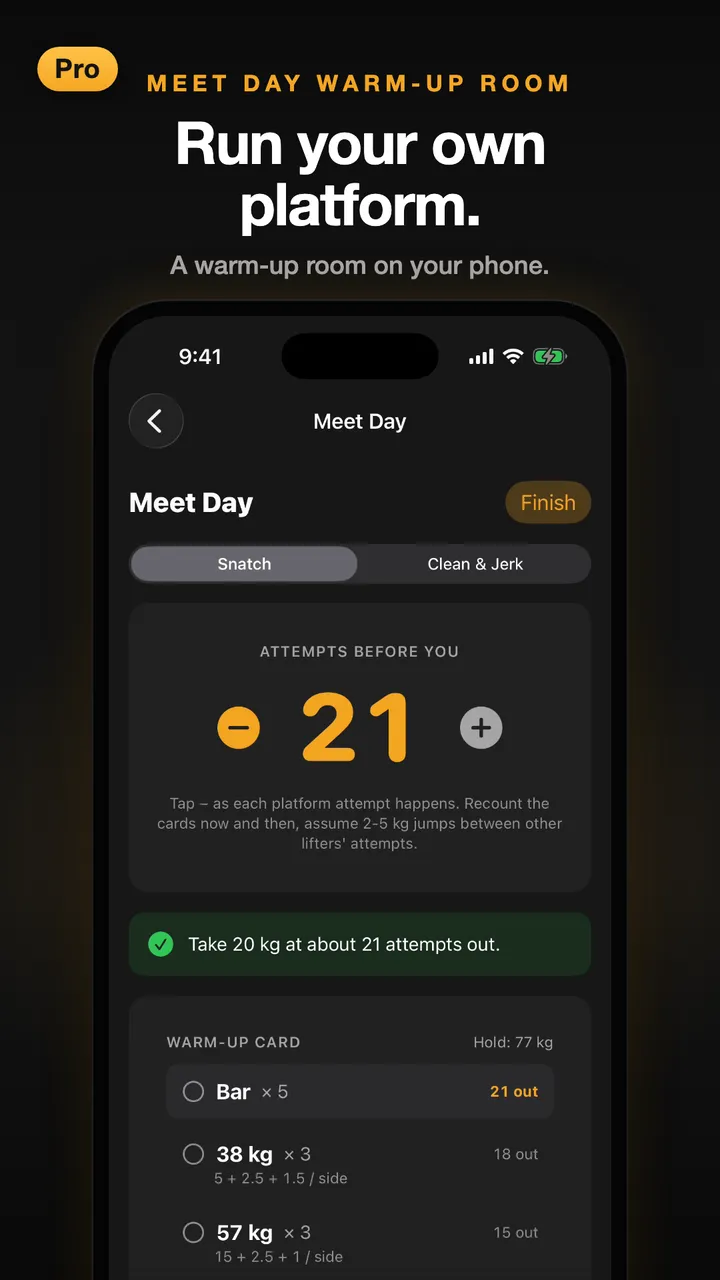 Pro
MEET DAY WARM-UP ROOM
Run your own
platform.
A warm-up room on your phone.
9:41
Meet Day
Meet Day
Finish
Snatch
Clean & Jerk
ATTEMPTS BEFORE YOU
21
Tap – as each platform attempt happens. Recount the
cards now and then, assume 2-5 kg jumps between other
lifters' attempts.
Take 20 kg at about 21 attempts out.
WARM-UP CARD
Hold: 77 kg
Bar × 5
21 out
38 kg × 3
18 out
5 + 2.5 + 1.5 / side
57 kg × 3
15 out
15 + 2.5 + 1 / side